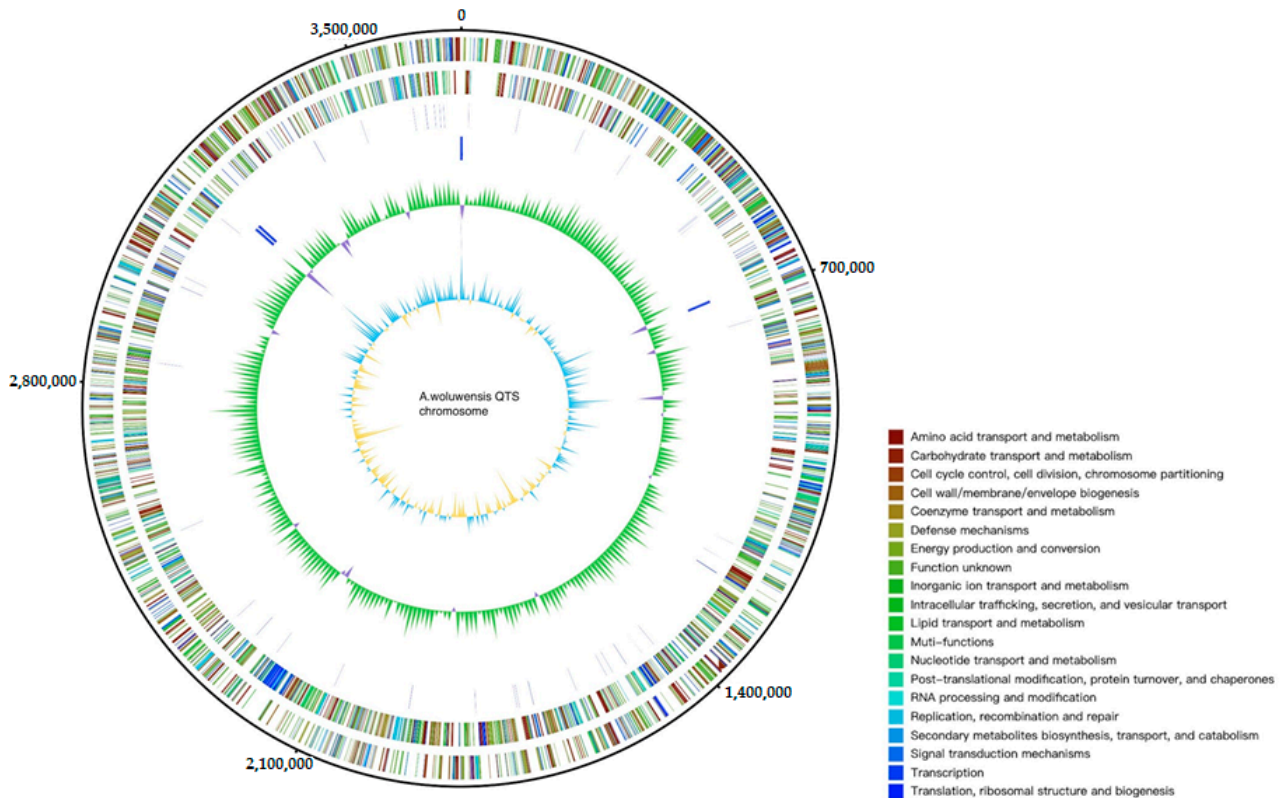 0
3,500,000
700,000
2,800,000
A.woluwensis QTS
chromosome
1,400,000
2,100,000
Amino acid transport and metabolism
Carbohydrate transport and metabolism
Cell cycle control, cell division, chromosome partitioning
Cell wall/membrane/envelope biogenesis
Coenzyme transport and metabolism
Defense mechanisms
Energy production and conversion
Function unknown
Inorganic ion transport and metabolism
Intracellular trafficking, secretion, and vesicular transport
Lipid transport and metabolism
Muti−functions
Nucleotide transport and metabolism
Post−translational modification, protein turnover, and chaperones
RNA processing and modification
Replication, recombination and repair
Secondary metabolites biosynthesis, transport, and catabolism
Signal transduction mechanisms
Transcription
Translation, ribosomal structure and biogenesis